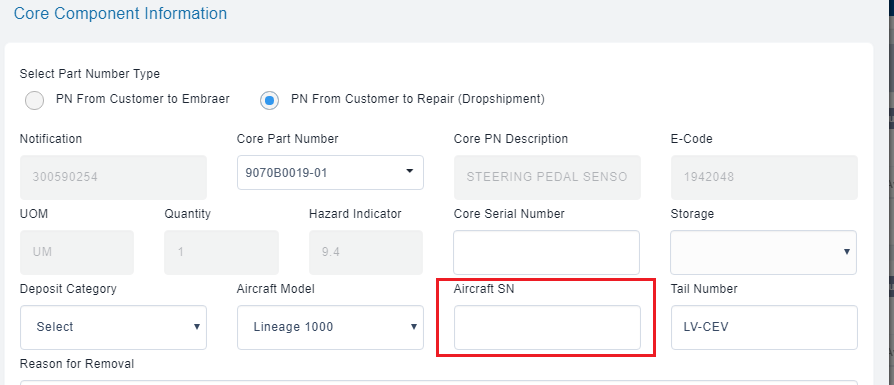 Core Component Information
Select Part Number Type
PN From Customer to Embraer PN From Customer to Repair (Dropshipment)
Notification Core Part Number Core PN Description E-Code
300590254 9070B0019-01 STEERING PEDAL SENSO 1942048
UOM Quantity Hazard Indicator Core Serial Number Storage
UM 1 9.4
Deposit Category Aircraft Model Aircraft SN Tail Number
Select Lineage 1000 LV-CEV
Reason for Removal